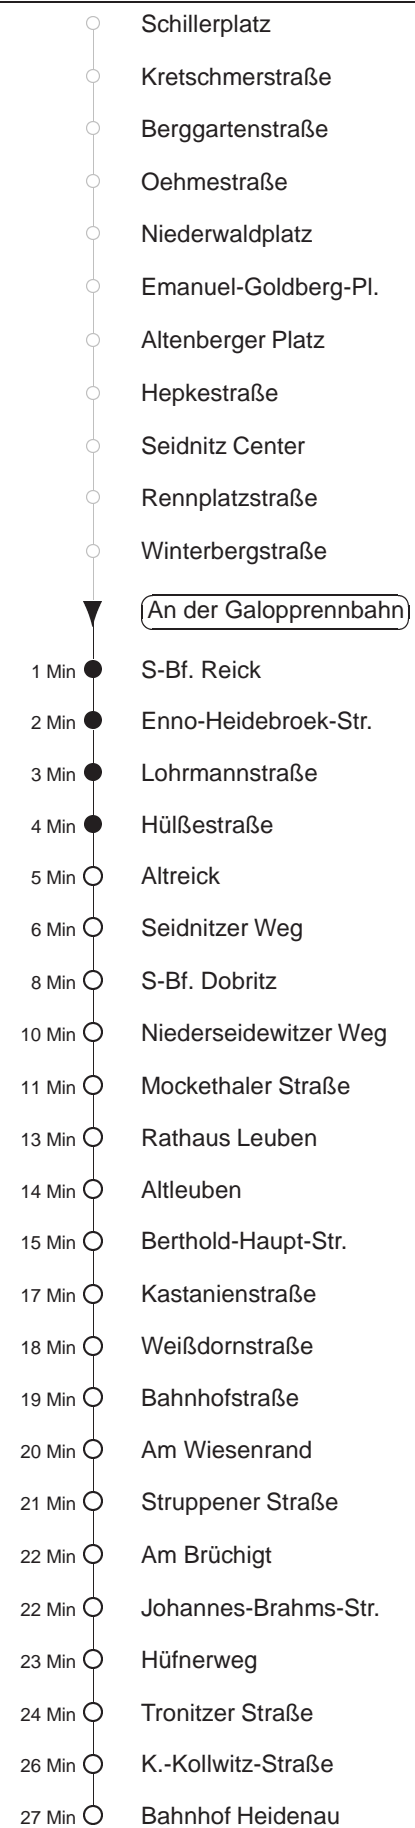 Schillerplatz
Kretschmerstraße
Berggartenstraße
Oehmestraße
Niederwaldplatz
Emanuel-Goldberg-Pl.
Altenberger Platz
Hepkestraße
Seidnitz Center
Rennplatzstraße
Winterbergstraße
An der Galopprennbahn
1 Min S-Bf. Reick
2 Min Enno-Heidebroek-Str.
3 Min Lohrmannstraße
4 Min Hülßestraße
5 Min Altreick
6 Min Seidnitzer Weg
8 Min S-Bf. Dobritz
10 Min Niederseidewitzer Weg
11 Min Mockethaler Straße
13 Min Rathaus Leuben
14 Min Altleuben
15 Min Berthold-Haupt-Str.
17 Min Kastanienstraße
18 Min Weißdornstraße
19 Min Bahnhofstraße
20 Min Am Wiesenrand
21 Min Struppener Straße
22 Min Am Brüchigt
22 Min Johannes-Brahms-Str.
23 Min Hüfnerweg
24 Min Tronitzer Straße
26 Min K.-Kollwitz-Straße
27 Min Bahnhof Heidenau